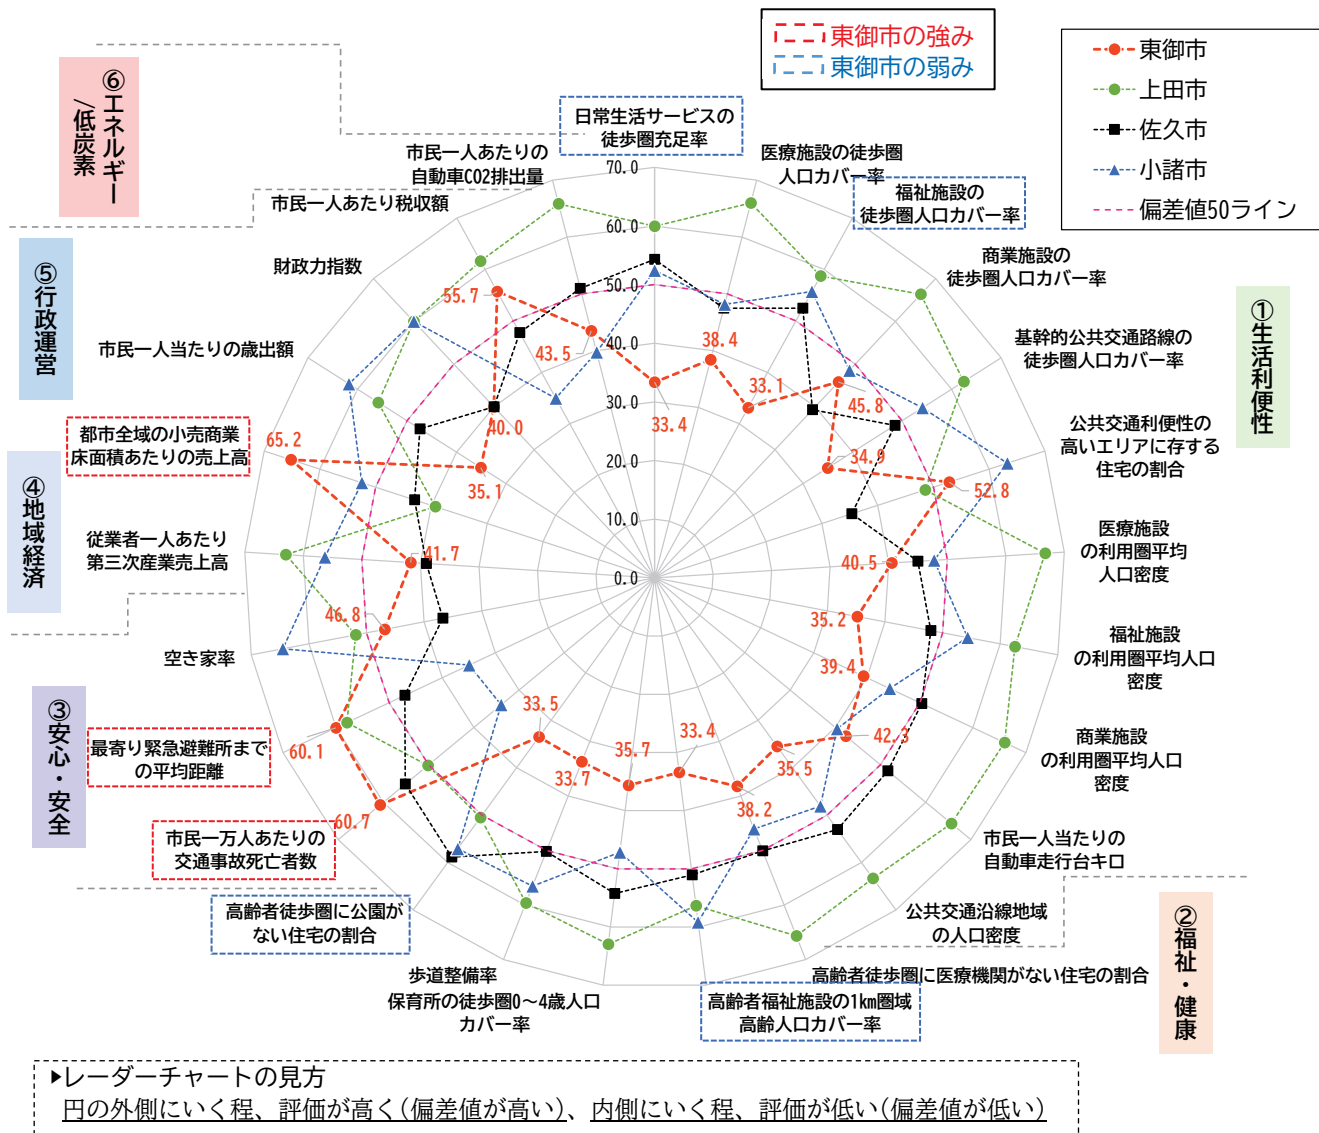 東御市の強み
東御市の弱み
東御市
上田市
佐久市
小諸市
偏差値50ライン
⑥エネルギー
/低炭素
⑤行政運営
④地域経済
③安心・安全
①生活利便性
②福祉・健康
日常生活サービスの
徒歩圏充足率
医療施設の徒歩圏
人口カバー率
福祉施設の
徒歩圏人口カバー率
商業施設の
徒歩圏人口カバー率
基幹的公共交通路線の
徒歩圏人口カバー率
公共交通利便性の
高いエリアに存する
住宅の割合
医療施設
の利用圏平均
人口密度
福祉施設
の利用圏平均人口
密度
商業施設
の利用圏平均人口
密度
市民一人当たりの
自動車走行台キロ
公共交通沿線地域
の人口密度
高齢者徒歩圏に医療機関がない住宅の割合
高齢者福祉施設の1km圏域
高齢人口カバー率
保育所の徒歩圏0〜4歳人口
カバー率
歩道整備率
高齢者徒歩圏に公園が
ない住宅の割合
市民一万人あたりの
交通事故死亡者数
最寄り緊急避難所まで
の平均距離
空き家率
従業者一人あたり
第三次産業売上高
都市全域の小売商業
床面積あたりの売上高
市民一人当たりの歳出額
財政力指数
市民一人あたり税収額
市民一人あたりの
自動車CO2排出量
70.0
60.0
50.0
40.0
30.0
20.0
10.0
0.0
33.4
38.4
33.1
45.8
34.9
52.8
40.5
35.2
39.4
42.3
35.5
38.2
33.4
35.7
33.7
33.5
60.7
60.1
46.8
41.7
65.2
35.1
40.0
55.7
43.5
▶レーダーチャートの見方
円の外側にいく程、評価が高く(偏差値が高い)、内側にいく程、評価が低い(偏差値が低い)